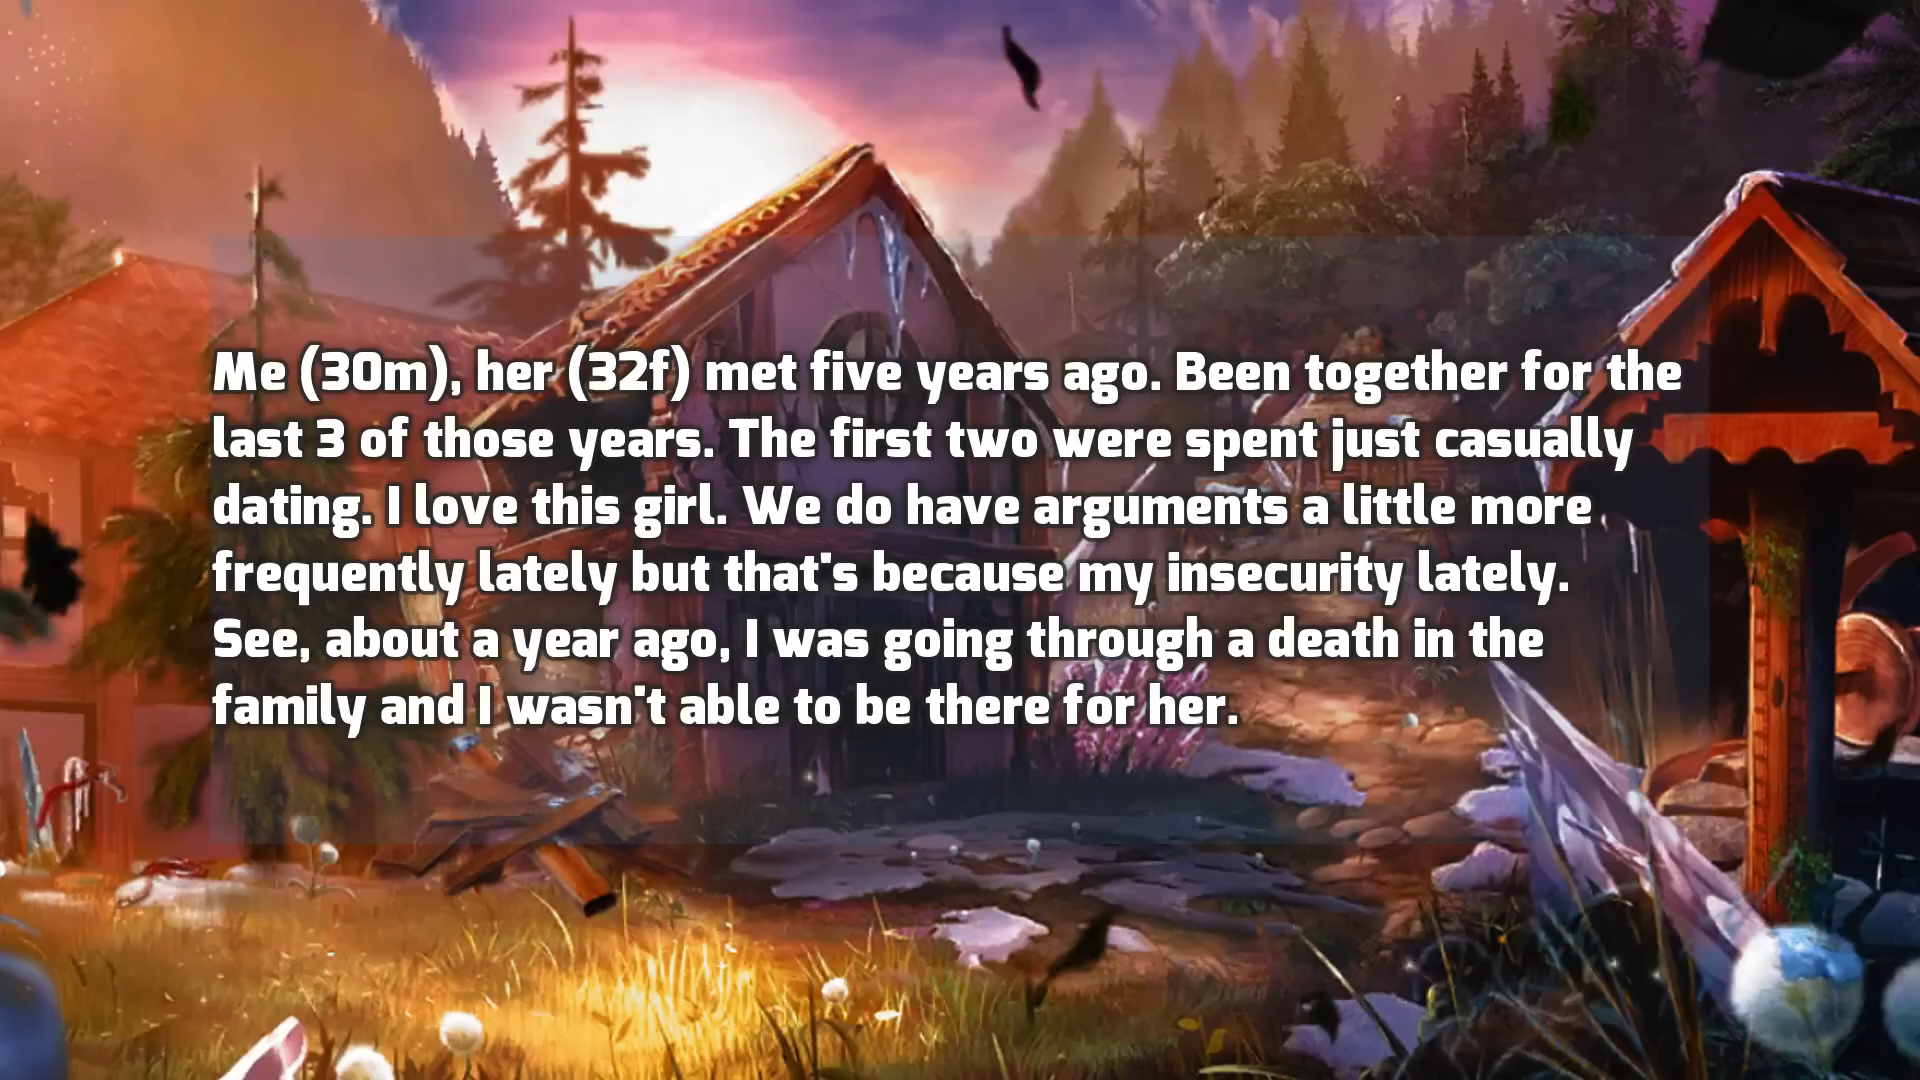 Me (30m), her (32f) met five years ago. Been together for the
last 3 of those years. The first two were spent just casually
dating. I love this girl. We do have arguments a little more
frequently lately but that's because my insecurity lately.
See, about a year ago, I was going through a death in the
family and I wasn't able to be there for her.